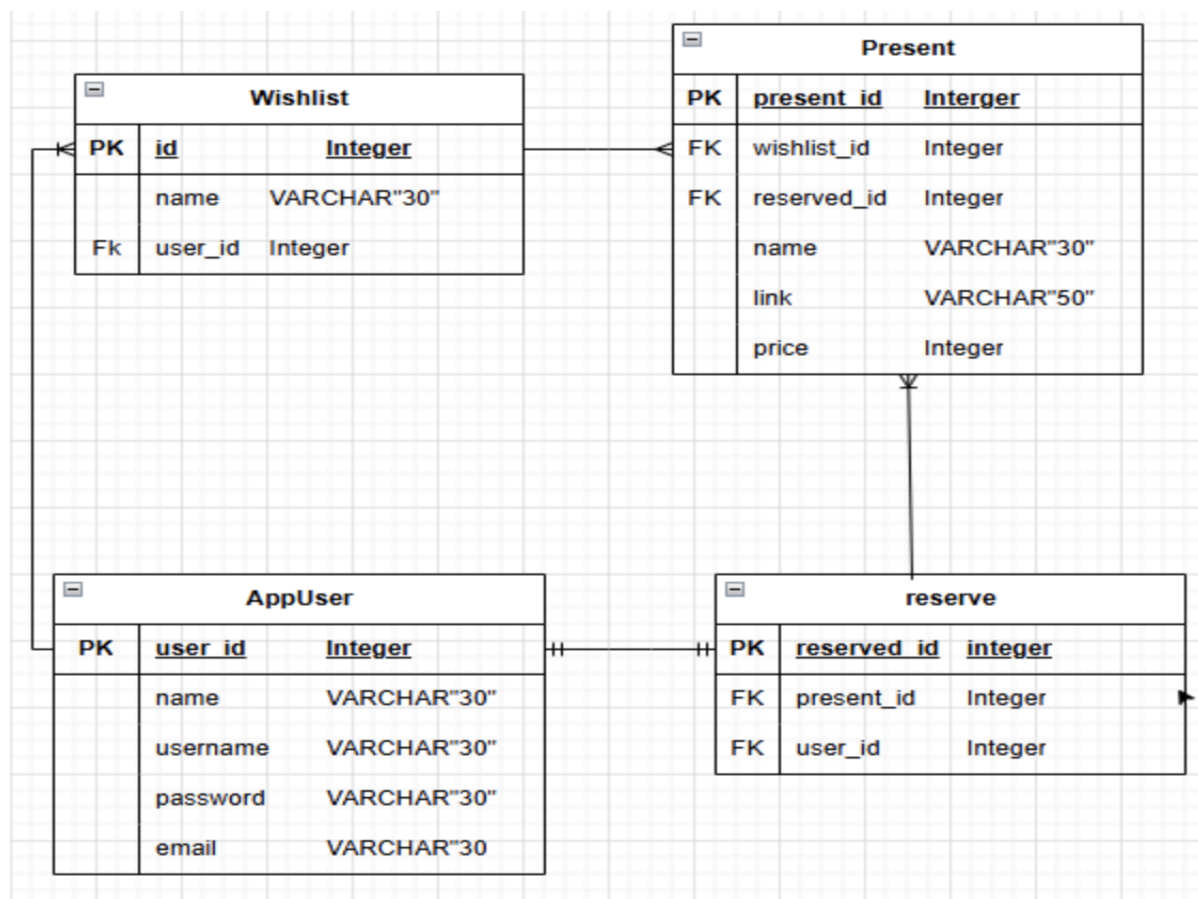 Wishlist
PK id Integer
name VARCHAR"30"
Fk user_id Integer
Present
PK present_id Interger
FK wishlist_id Integer
FK reserved_id Integer
name VARCHAR"30"
link VARCHAR"50"
price Integer
AppUser
PK user_id Integer
name VARCHAR"30"
username VARCHAR"30"
password VARCHAR"30"
email VARCHAR"30
reserve
PK reserved_id integer
FK present_id Integer
FK user_id Integer